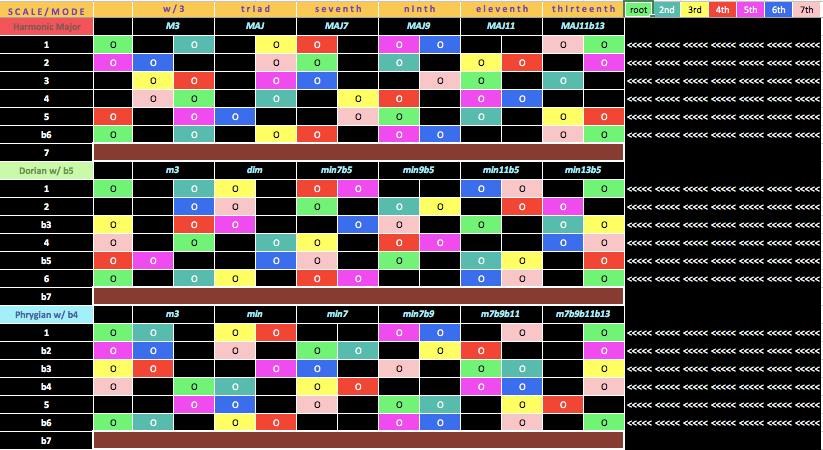 SCALE/MODE w/3 triad seventh ninth eleventh thirteenth root 2nd 3rd 4th 5th 6th 7th
Harmonic Major M3 MAJ MAJ7 MAJ9 MAJ11 MAJ11b13
1 O O O O O O O O <<<<< <<<<< <<<<< <<<<< <<<<< <<<<< <<<<<
2 O O O O O O O O <<<<< <<<<< <<<<< <<<<< <<<<< <<<<< <<<<<
3 O O O O O O O <<<<< <<<<< <<<<< <<<<< <<<<< <<<<< <<<<<
4 O O O O O O O <<<<< <<<<< <<<<< <<<<< <<<<< <<<<< <<<<<
5 O O O O O O O O <<<<< <<<<< <<<<< <<<<< <<<<< <<<<< <<<<<
b6 O O O O O O O O <<<<< <<<<< <<<<< <<<<< <<<<< <<<<< <<<<<
7
Dorian w/ b5 m3 dim min7b5 min9b5 min11b5 min13b5
1 O O O O O O O O <<<<< <<<<< <<<<< <<<<< <<<<< <<<<< <<<<<
2 O O O O O O O <<<<< <<<<< <<<<< <<<<< <<<<< <<<<< <<<<<
b3 O O O O O O O O <<<<< <<<<< <<<<< <<<<< <<<<< <<<<< <<<<<
4 O O O O O O O O <<<<< <<<<< <<<<< <<<<< <<<<< <<<<< <<<<<
b5 O O O O O O O O <<<<< <<<<< <<<<< <<<<< <<<<< <<<<< <<<<<
6 O O O O O O O O <<<<< <<<<< <<<<< <<<<< <<<<< <<<<< <<<<<
b7
Phrygian w/ b4 m3 min min7 min7b9 m7b9b11 m7b9b11b13
1 O O O O O O O O <<<<< <<<<< <<<<< <<<<< <<<<< <<<<< <<<<<
b2 O O O O O O O O <<<<< <<<<< <<<<< <<<<< <<<<< <<<<< <<<<<
b3 O O O O O O O O <<<<< <<<<< <<<<< <<<<< <<<<< <<<<< <<<<<
b4 O O O O O O O O <<<<< <<<<< <<<<< <<<<< <<<<< <<<<< <<<<<
5 O O O O O O O <<<<< <<<<< <<<<< <<<<< <<<<< <<<<< <<<<<
b6 O O O O O O O O <<<<< <<<<< <<<<< <<<<< <<<<< <<<<< <<<<<
b7